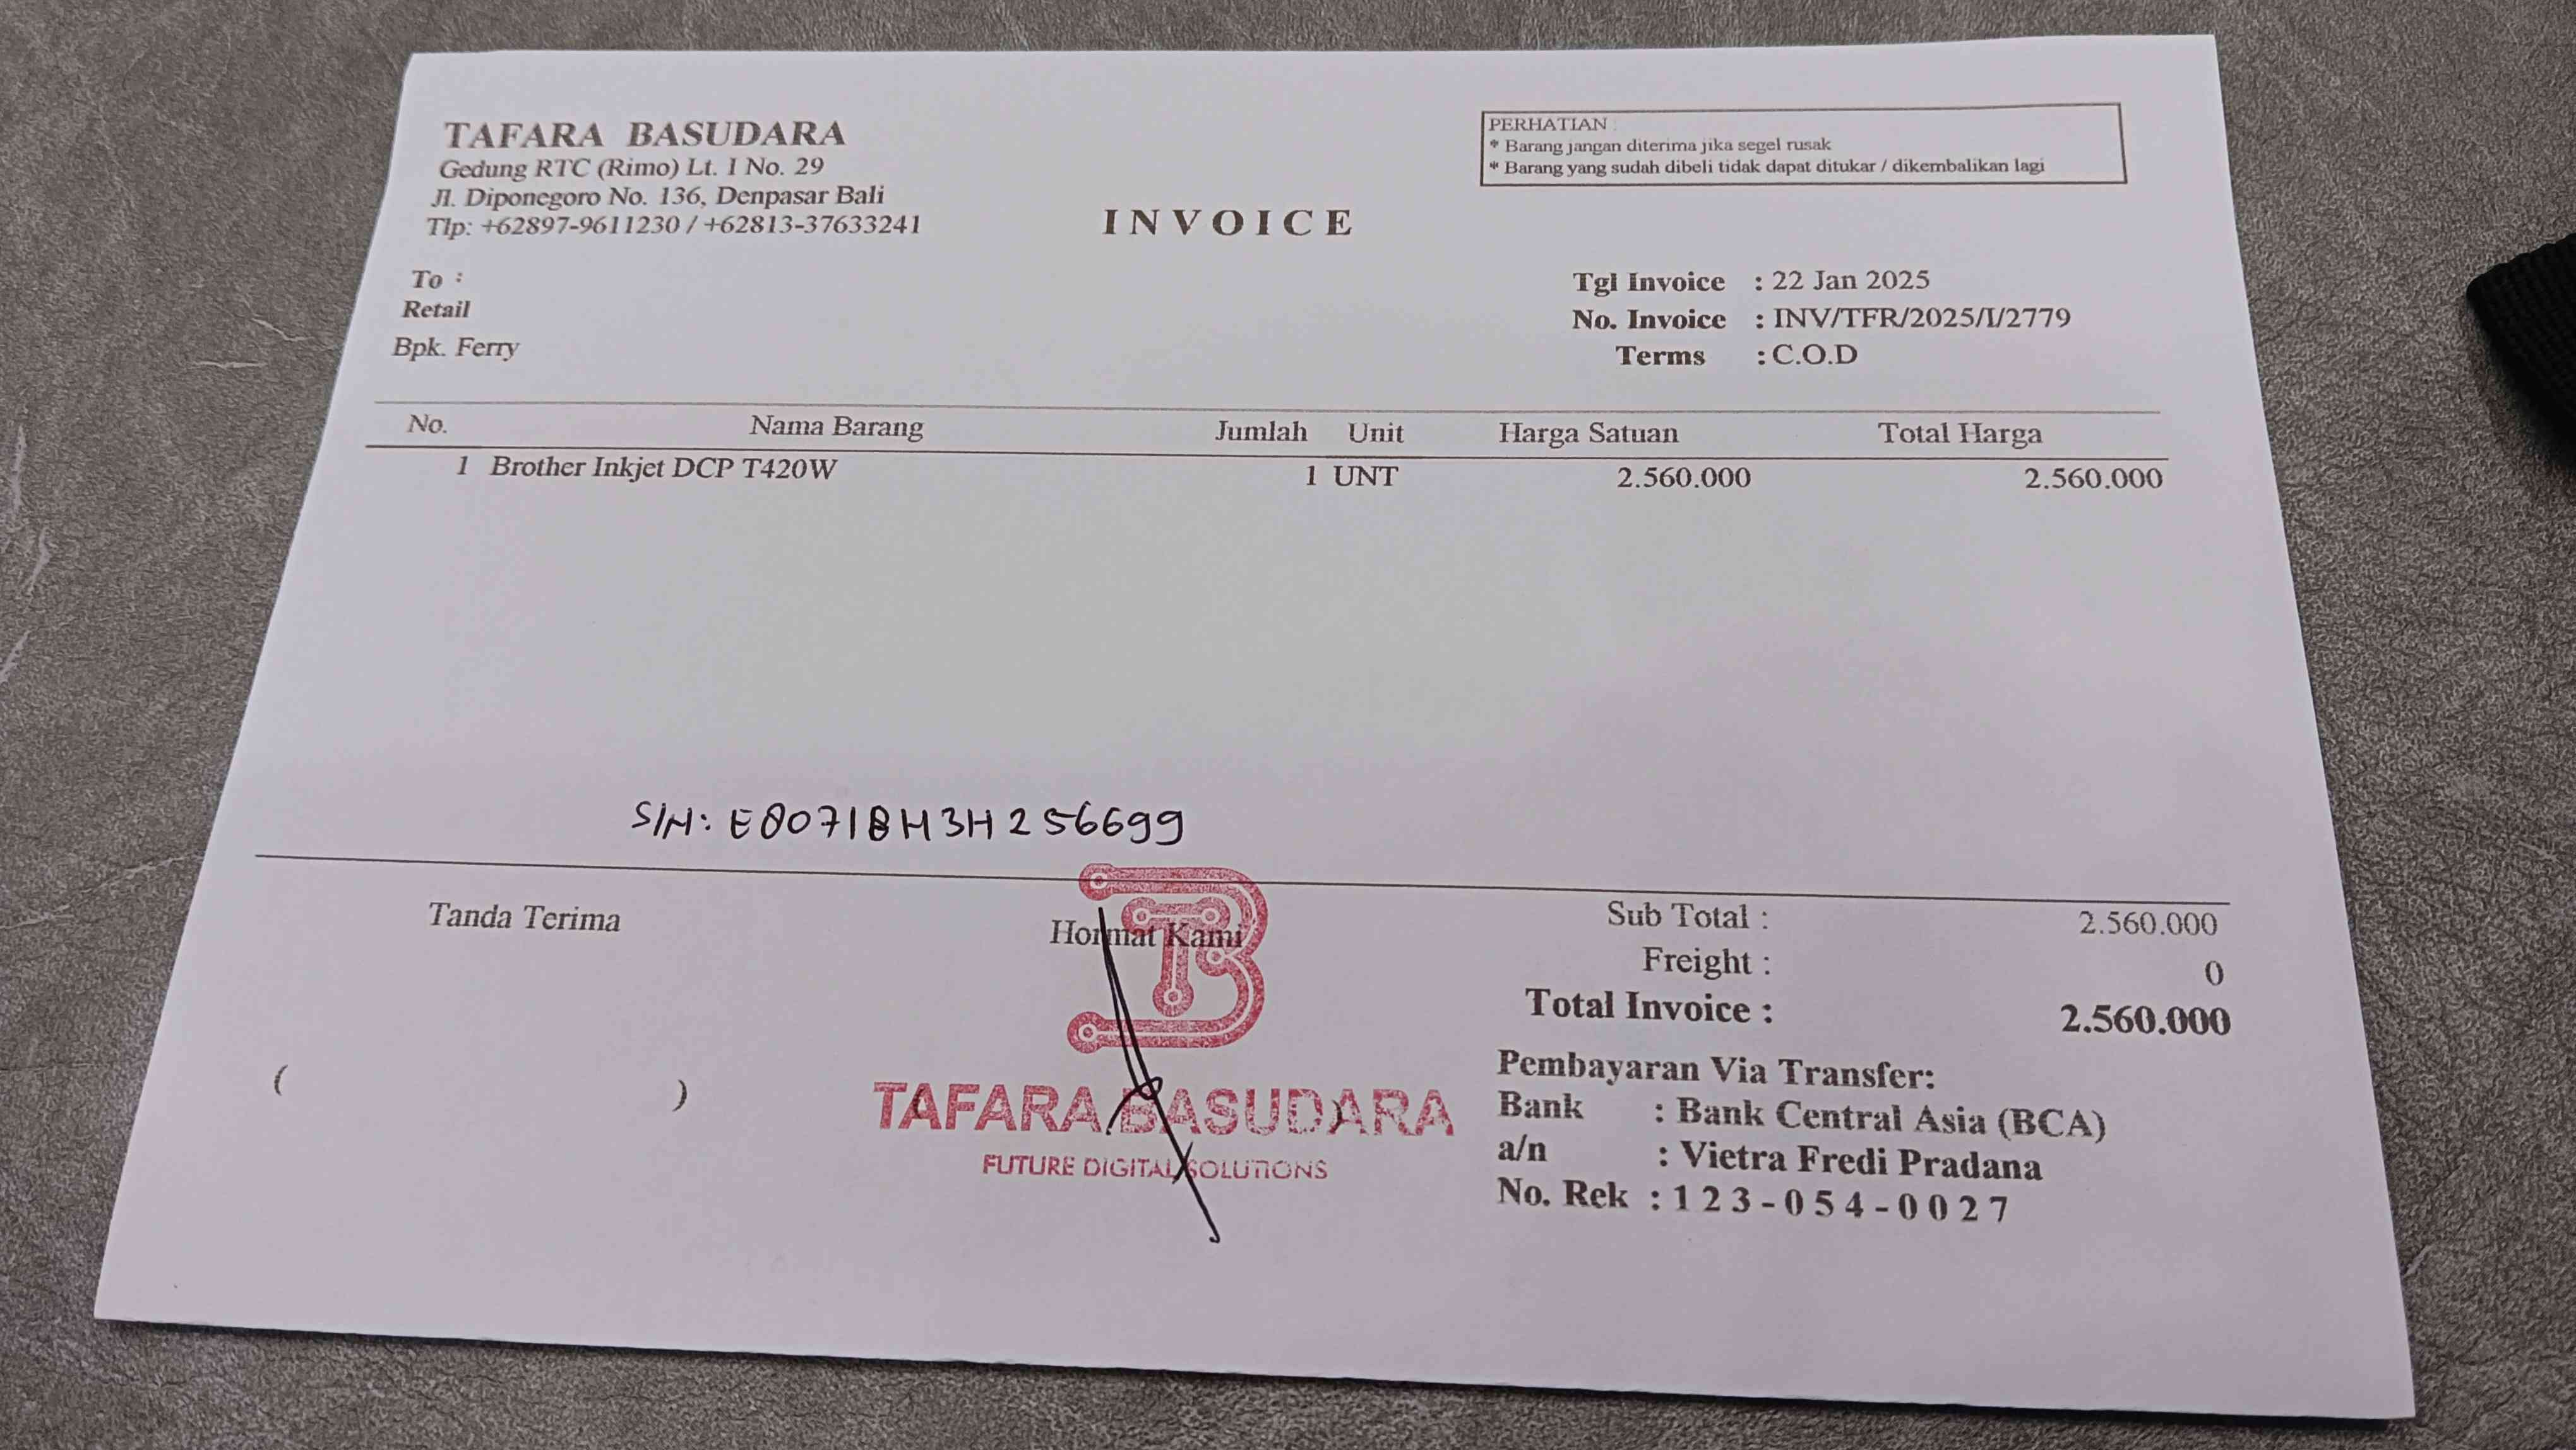 TAFARA BASUDARA
Gedung RTC (Rimo) Lt. I No. 29
Jl. Diponegoro No. 136, Denpasar Bali
Tlp: +62897-9611230 / +62813-37633241
PERHATIAN :
* Barang jangan diterima jika segel rusak
* Barang yang sudah dibeli tidak dapat ditukar / dikembalikan lagi
INVOICE
To :
Retail
Bpk. Ferry
Tgl Invoice : 22 Jan 2025
No. Invoice : INV/TFR/2025/I/2779
Terms : C.O.D
No. Nama Barang Jumlah Unit Harga Satuan Total Harga
1 Brother Inkjet DCP T420W 1 UNT 2.560.000 2.560.000
S/N: E80718H3H256699
Tanda Terima
( )
Hormat Kami
TB
TAFARA BASUDARA
FUTURE DIGITAL SOLUTIONS
Sub Total : 2.560.000
Freight : 0
Total Invoice : 2.560.000
Pembayaran Via Transfer:
Bank : Bank Central Asia (BCA)
a/n : Vietra Fredi Pradana
No. Rek : 123-054-0027